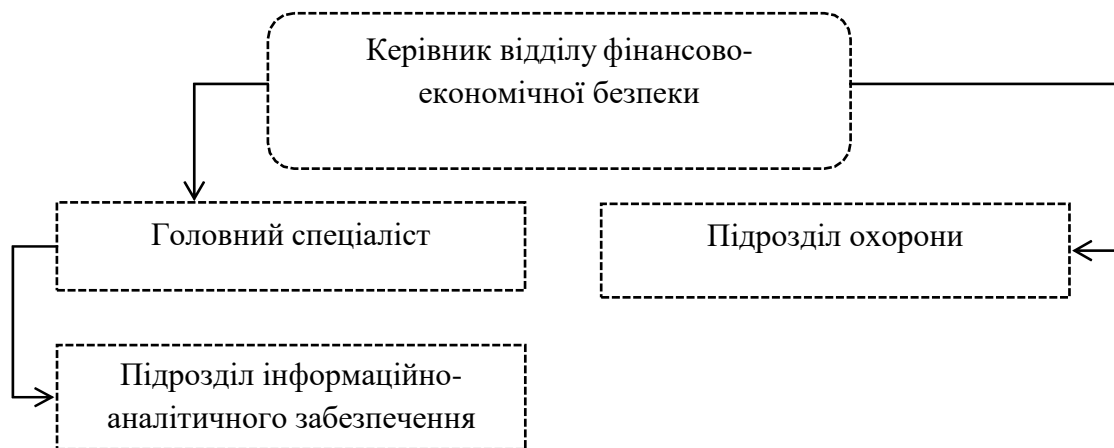 Керівник відділу фінансово-
економічної безпеки
Головний спеціаліст
Підрозділ охорони
Підрозділ інформаційно-
аналітичного забезпечення